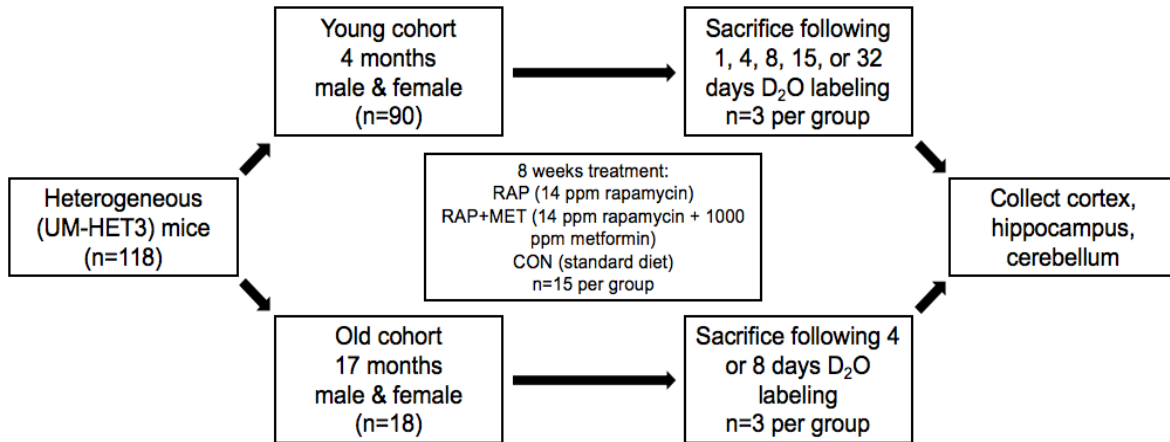 Heterogeneous
(UM-HET3) mice
(n=118)
Young cohort
4 months
male & female
(n=90)
Sacrifice following
1, 4, 8, 15, or 32
days D₂O labeling
n=3 per group
8 weeks treatment:
RAP (14 ppm rapamycin)
RAP+MET (14 ppm rapamycin + 1000
ppm metformin)
CON (standard diet)
n=15 per group
Old cohort
17 months
male & female
(n=18)
Sacrifice following 4
or 8 days D₂O
labeling
n=3 per group
Collect cortex,
hippocampus,
cerebellum